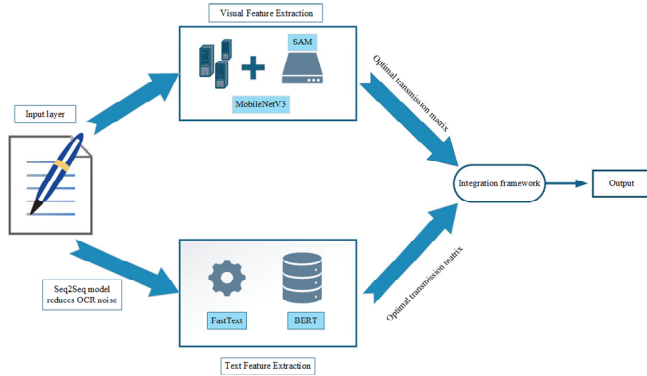 Visual Feature Extraction
SAM
MobileNetV3
Optimal transmission matrix
Input layer
Integration framework
Output
Seq2Seq model
reduces OCR noise
FastText
BERT
Optimal transmission matrix
Text Feature Extraction